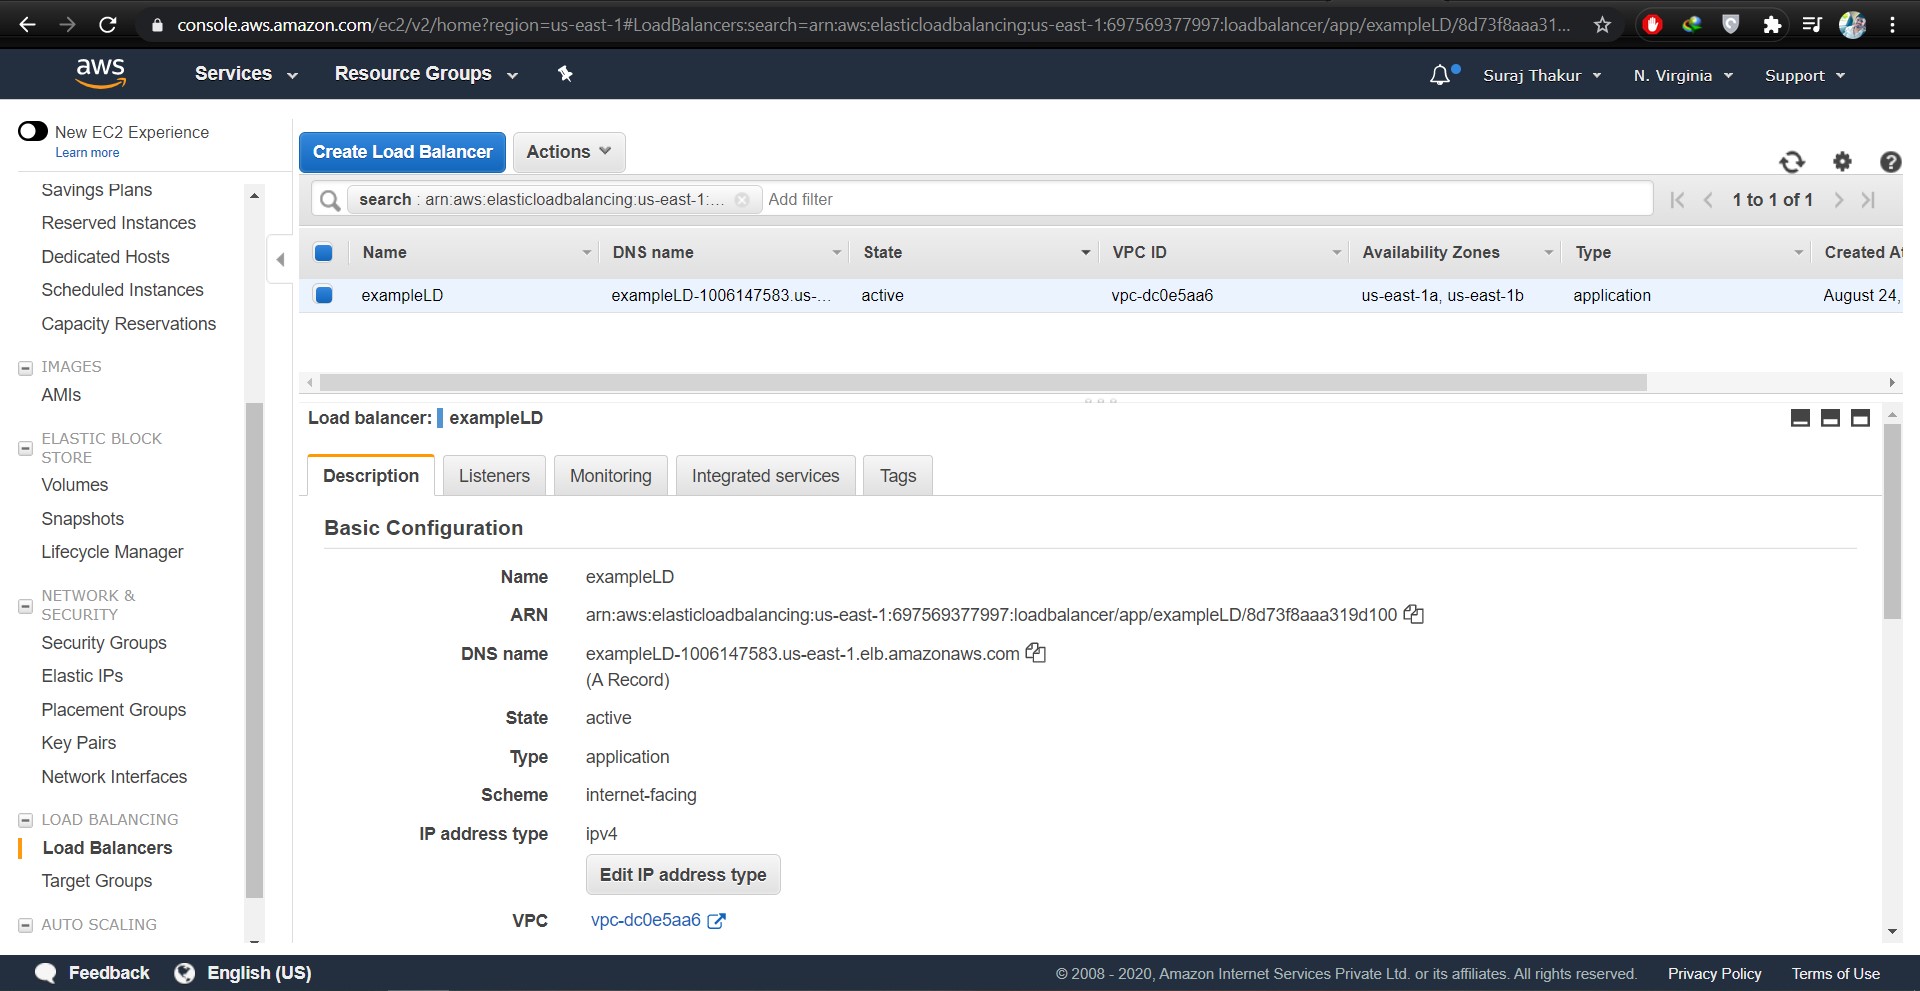 console.aws.amazon.com/ec2/v2/home?region=us-east-1#LoadBalancers:search=arn:aws:elasticloadbalancing:us-east-1:697569377997:loadbalancer/app/exampleLD/8d73f8aaa31...
aws Services Resource Groups Suraj Thakur N. Virginia Support
New EC2 Experience
Learn more
Savings Plans
Reserved Instances
Dedicated Hosts
Scheduled Instances
Capacity Reservations
IMAGES
AMIs
ELASTIC BLOCK
STORE
Volumes
Snapshots
Lifecycle Manager
NETWORK &
SECURITY
Security Groups
Elastic IPs
Placement Groups
Key Pairs
Network Interfaces
LOAD BALANCING
Load Balancers
Target Groups
AUTO SCALING
Create Load Balancer Actions
search : arn:aws:elasticloadbalancing:us-east-1:... Add filter 1 to 1 of 1
Name DNS name State VPC ID Availability Zones Type Created At
exampleLD exampleLD-1006147583.us-... active vpc-dc0e5aa6 us-east-1a, us-east-1b application August 24,
Load balancer: exampleLD
Description Listeners Monitoring Integrated services Tags
Basic Configuration
Name exampleLD
ARN arn:aws:elasticloadbalancing:us-east-1:697569377997:loadbalancer/app/exampleLD/8d73f8aaa319d100
DNS name exampleLD-1006147583.us-east-1.elb.amazonaws.com
(A Record)
State active
Type application
Scheme internet-facing
IP address type ipv4
Edit IP address type
VPC vpc-dc0e5aa6
Feedback English (US) © 2008 - 2020, Amazon Internet Services Private Ltd. or its affiliates. All rights reserved. Privacy Policy Terms of Use